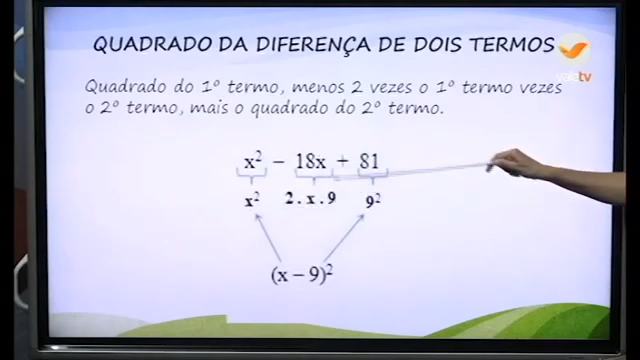 QUADRADO DA DIFERENÇA DE DOIS TERMOS
Quadrado do 1º termo, menos 2 vezes o 1º termo vezes
o 2º termo, mais o quadrado do 2º termo.
x² − 18x + 81
x² 2.x.9 9²
(x − 9)²